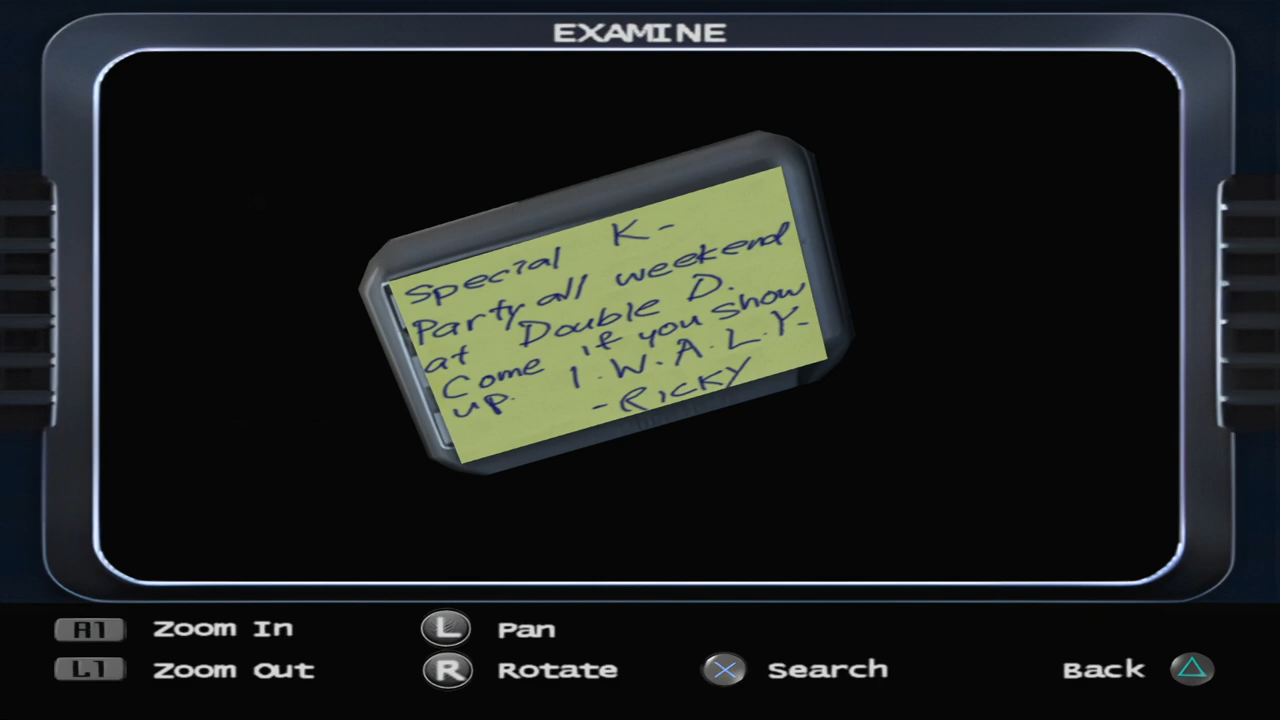 EXAMINE
Special K-
Party all weekend
at Double D.
Come if you show
up. I.W.A.L.Y-
-RICKY
R1 Zoom In L Pan
L1 Zoom Out R Rotate Search Back